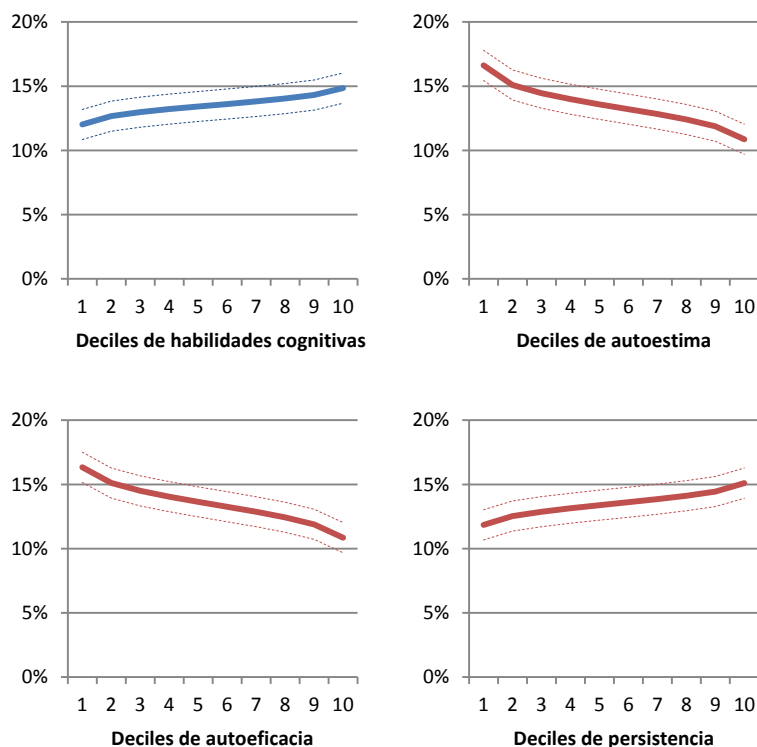 20%
15%
10%
5%
0%
1 2 3 4 5 6 7 8 9 10
Deciles de habilidades cognitivas
20%
15%
10%
5%
0%
1 2 3 4 5 6 7 8 9 10
Deciles de autoestima
20%
15%
10%
5%
0%
1 2 3 4 5 6 7 8 9 10
Deciles de autoeficacia
20%
15%
10%
5%
0%
1 2 3 4 5 6 7 8 9 10
Deciles de persistencia